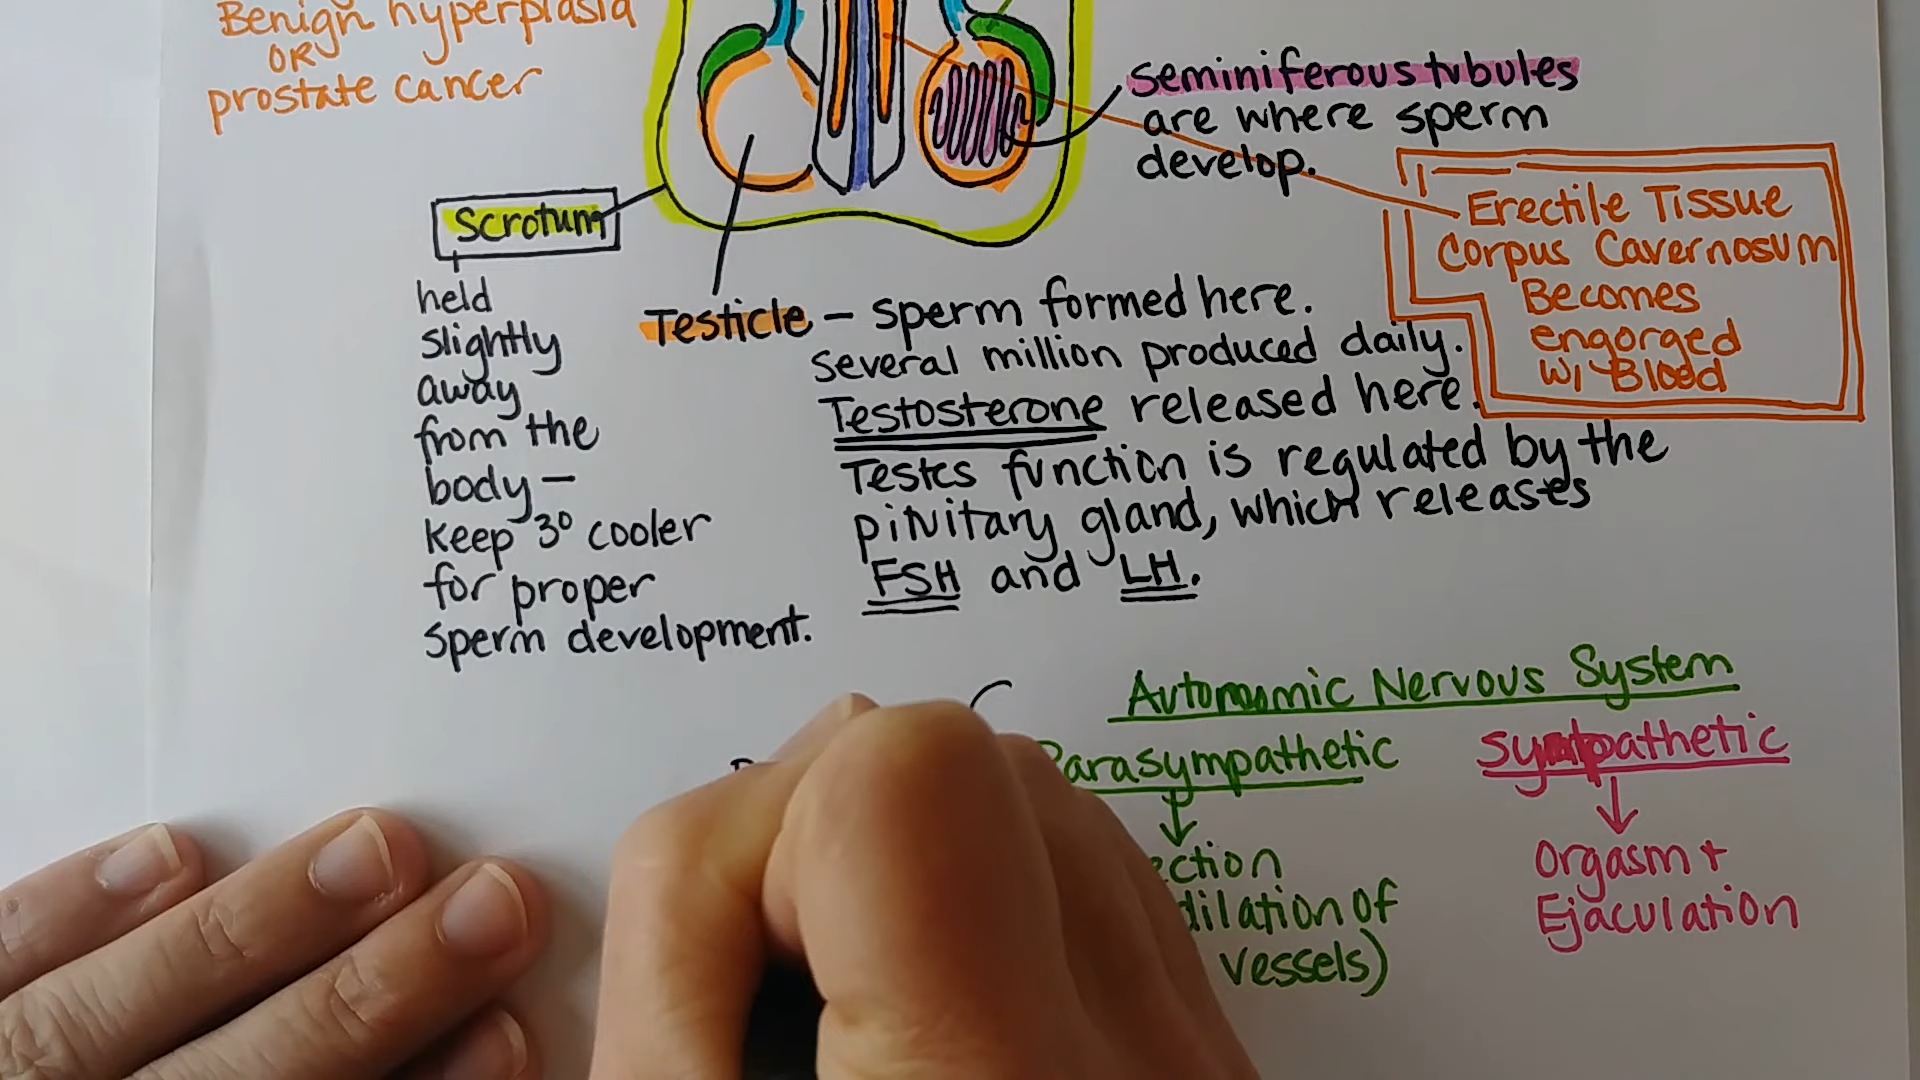 Benign hyperplasia
OR
prostate cancer
Seminiferous tubules
are where sperm
develop.
Erectile Tissue
Corpus Cavernosum
Becomes
engorged
w/ Blood
Scrotum
held
slightly
away
from the
body –
keep 3° cooler
for proper
sperm development.
Testicle – sperm formed here.
several million produced daily.
Testosterone released here.
Testes function is regulated by the
pituitary gland, which releases
FSH and LH.
Autonomic Nervous System
Parasympathetic
dilation of
vessels)
Sympathetic
Orgasm +
Ejaculation